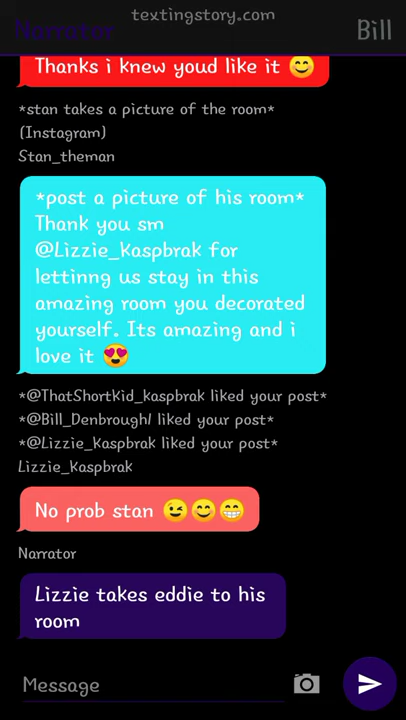 textingstory.com
Narrator
Bill
Thanks i knew youd like it 😊
*stan takes a picture of the room*
(Instagram)
Stan_theman
*post a picture of his room*
Thank you sm
@Lizzie_Kaspbrak for
lettinng us stay in this
amazing room you decorated
yourself. Its amazing and i
love it 😍
*@ThatShortKid_kaspbrak liked your post*
*@Bill_Denbrough1 liked your post*
*@Lizzie_Kaspbrak liked your post*
Lizzie_Kaspbrak
No prob stan 😉😊😁
Narrator
Lizzie takes eddie to his
room
Message